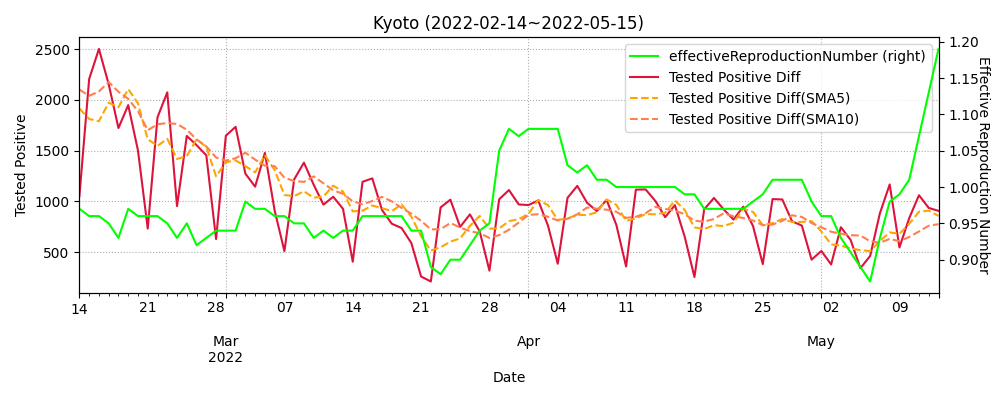 Kyoto (2022-02-14~2022-05-15)
effectiveReproductionNumber (right)
Tested Positive Diff
Tested Positive Diff(SMA5)
Tested Positive Diff(SMA10)
Tested Positive
2500
2000
1500
1000
500
Effective Reproduction Number
1.20
1.15
1.10
1.05
1.00
0.95
0.90
14 21 28 07 14 21 28 04 11 18 25 02 09
Mar Apr May
2022
Date